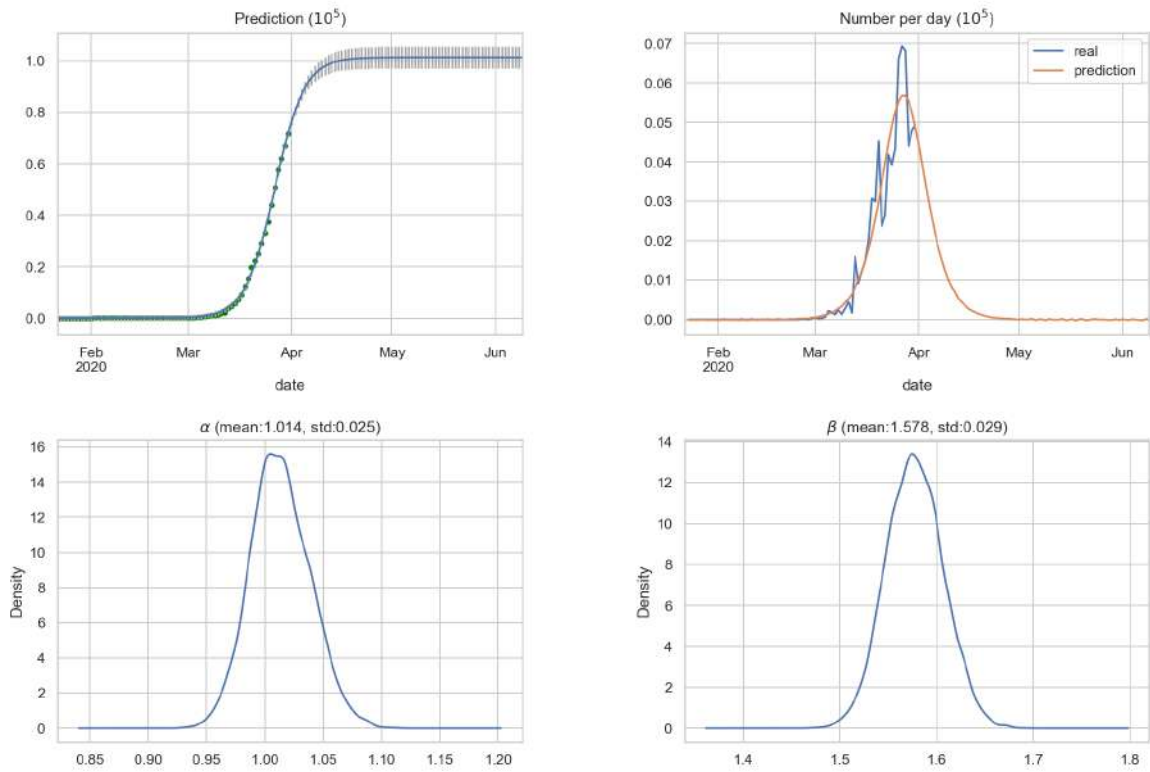 Prediction (10^5)
1.0
0.8
0.6
0.4
0.2
0.0
Feb
2020
Mar
Apr
May
Jun
date
Number per day (10^5)
real
prediction
0.07
0.06
0.05
0.04
0.03
0.02
0.01
0.00
Feb
2020
Mar
Apr
May
Jun
date
α (mean:1.014, std:0.025)
Density
16
14
12
10
8
6
4
2
0
0.85 0.90 0.95 1.00 1.05 1.10 1.15 1.20
β (mean:1.578, std:0.029)
Density
14
12
10
8
6
4
2
0
1.4 1.5 1.6 1.7 1.8